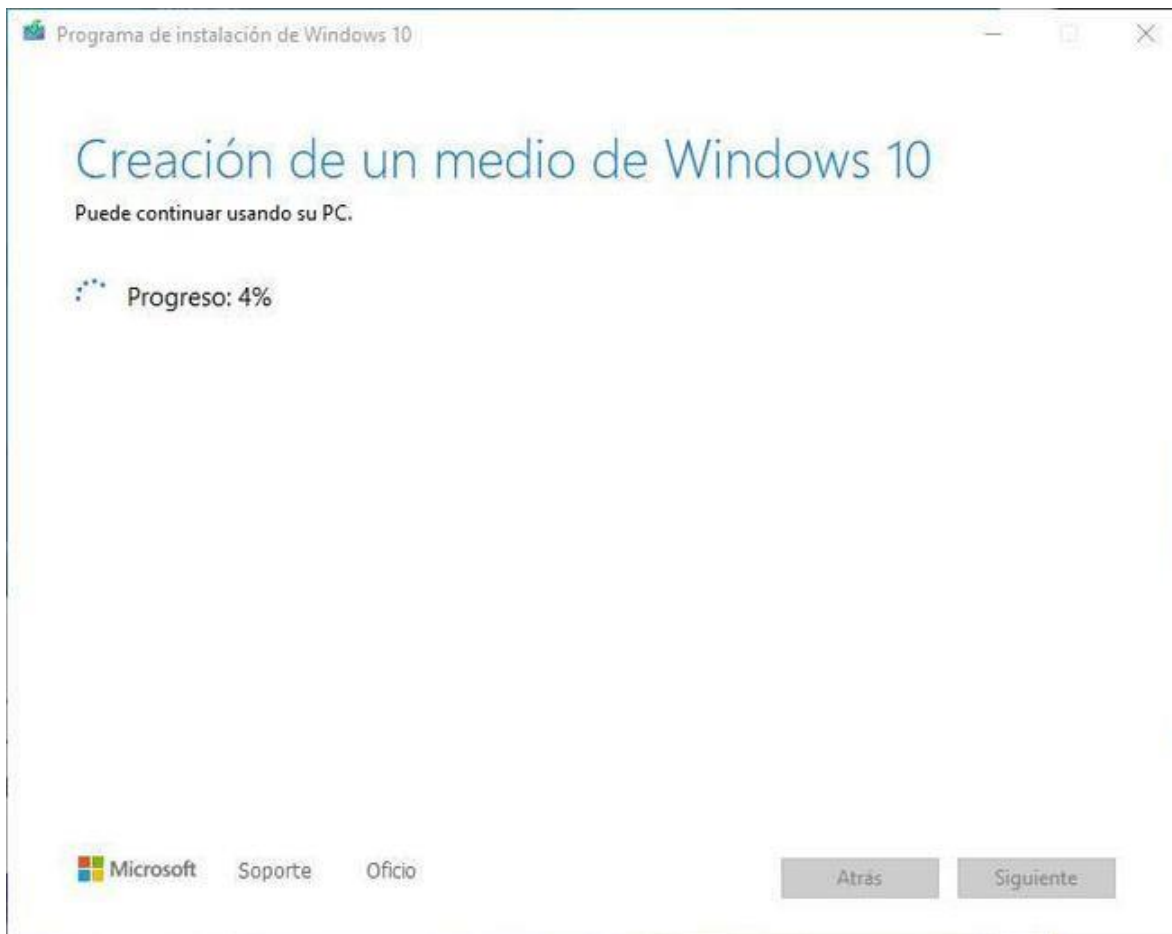 Programa de instalación de Windows 10
Creación de un medio de Windows 10
Puede continuar usando su PC.
Progreso: 4%
Microsoft Soporte Oficio Atrás Siguiente